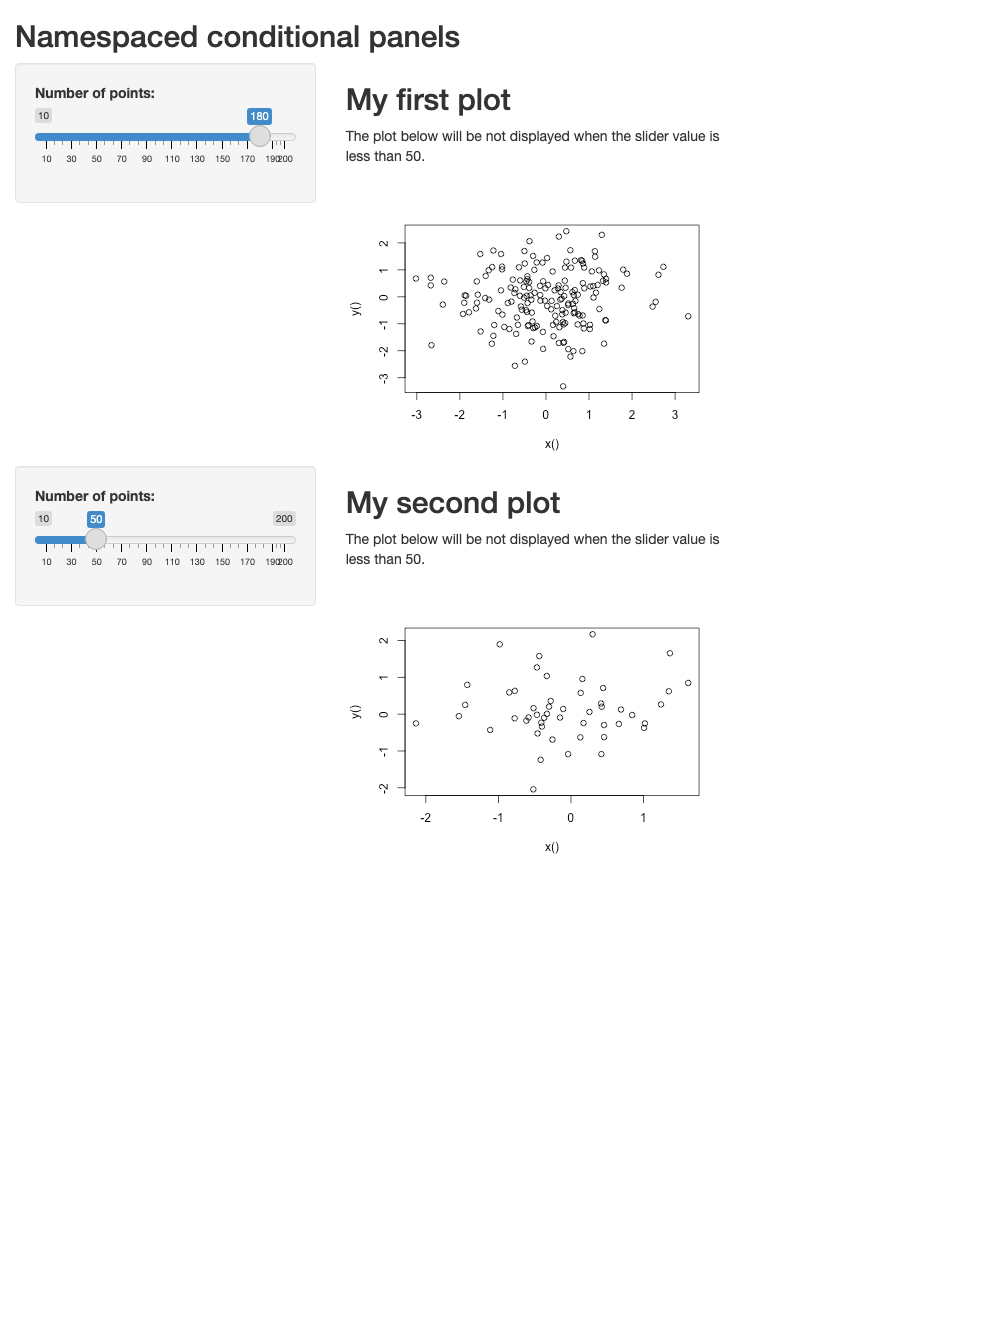 Namespaced conditional panels
Number of points:
10 180
10 30 50 70 90 110 130 150 170 190 200
My first plot
The plot below will be not displayed when the slider value is
less than 50.
2
1
0
-1
-2
-3
y()
-3 -2 -1 0 1 2 3
x()
Number of points:
10 50 200
10 30 50 70 90 110 130 150 170 190 200
My second plot
The plot below will be not displayed when the slider value is
less than 50.
2
1
0
-1
-2
y()
-2 -1 0 1
x()